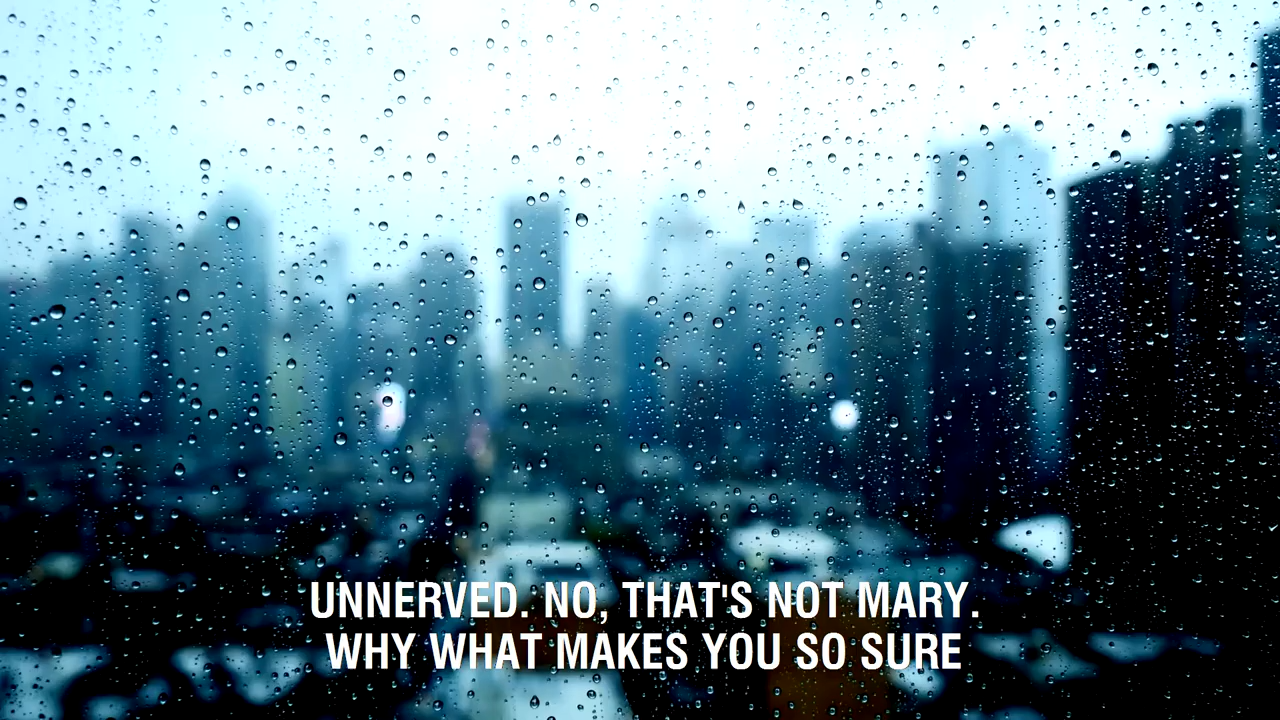 UNNERVED. NO, THAT'S NOT MARY.
WHY WHAT MAKES YOU SO SURE